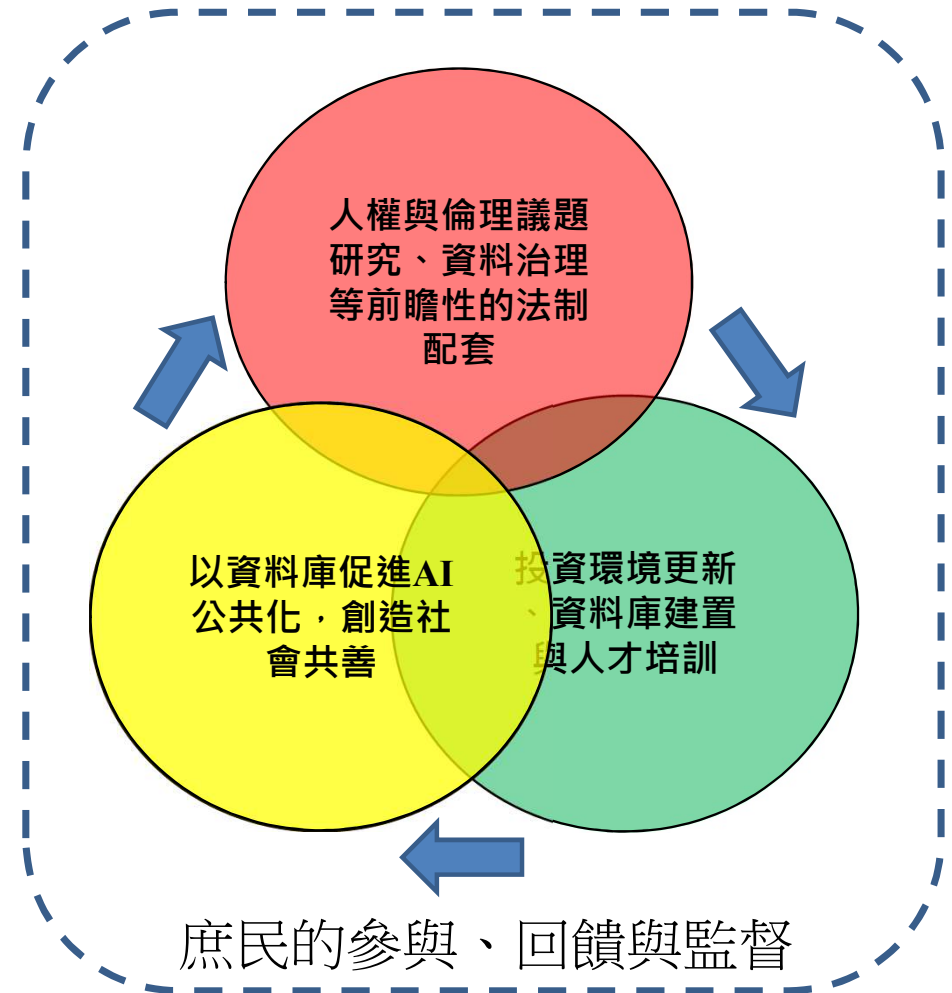 人權與倫理議題
研究、資料治理
等前瞻性的法制
配套
以資料庫促進AI
公共化，創造社
會共善
投資環境更新
、資料庫建置
與人才培訓
庶民的參與、回饋與監督